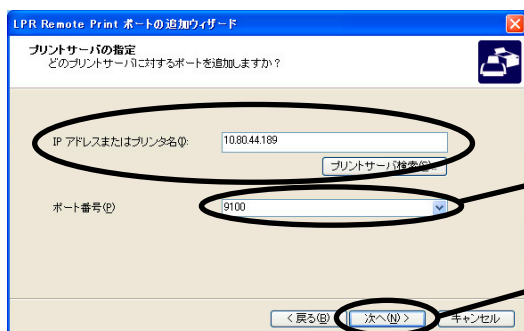 LPR Remote Print ポートの追加ウィザード
プリントサーバの指定
どのプリントサーバに対するポートを追加しますか?
IP アドレスまたはプリンタ名(I): 10.80.44.189
プリントサーバ検索(S)...
ポート番号(P) 9100
< 戻る(B) 次へ(N) > キャンセル